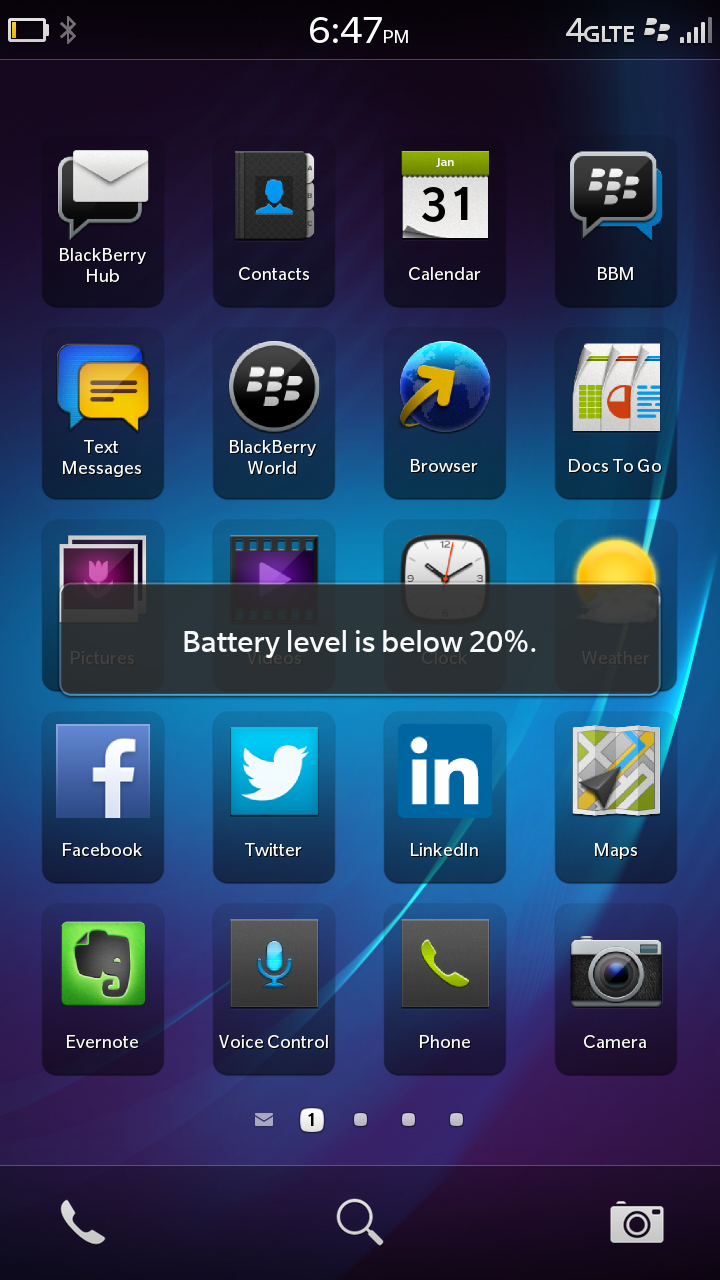 6:47PM
4GLTE
Jan
31
BlackBerry
Hub
Contacts
Calendar
BBM
Text
Messages
BlackBerry
World
Browser
Docs To Go
12
9
3
Battery level is below 20%.
Pictures
Videos
Clock
Weather
f
in
Facebook
Twitter
LinkedIn
Maps
Evernote
Voice Control
Phone
Camera
1